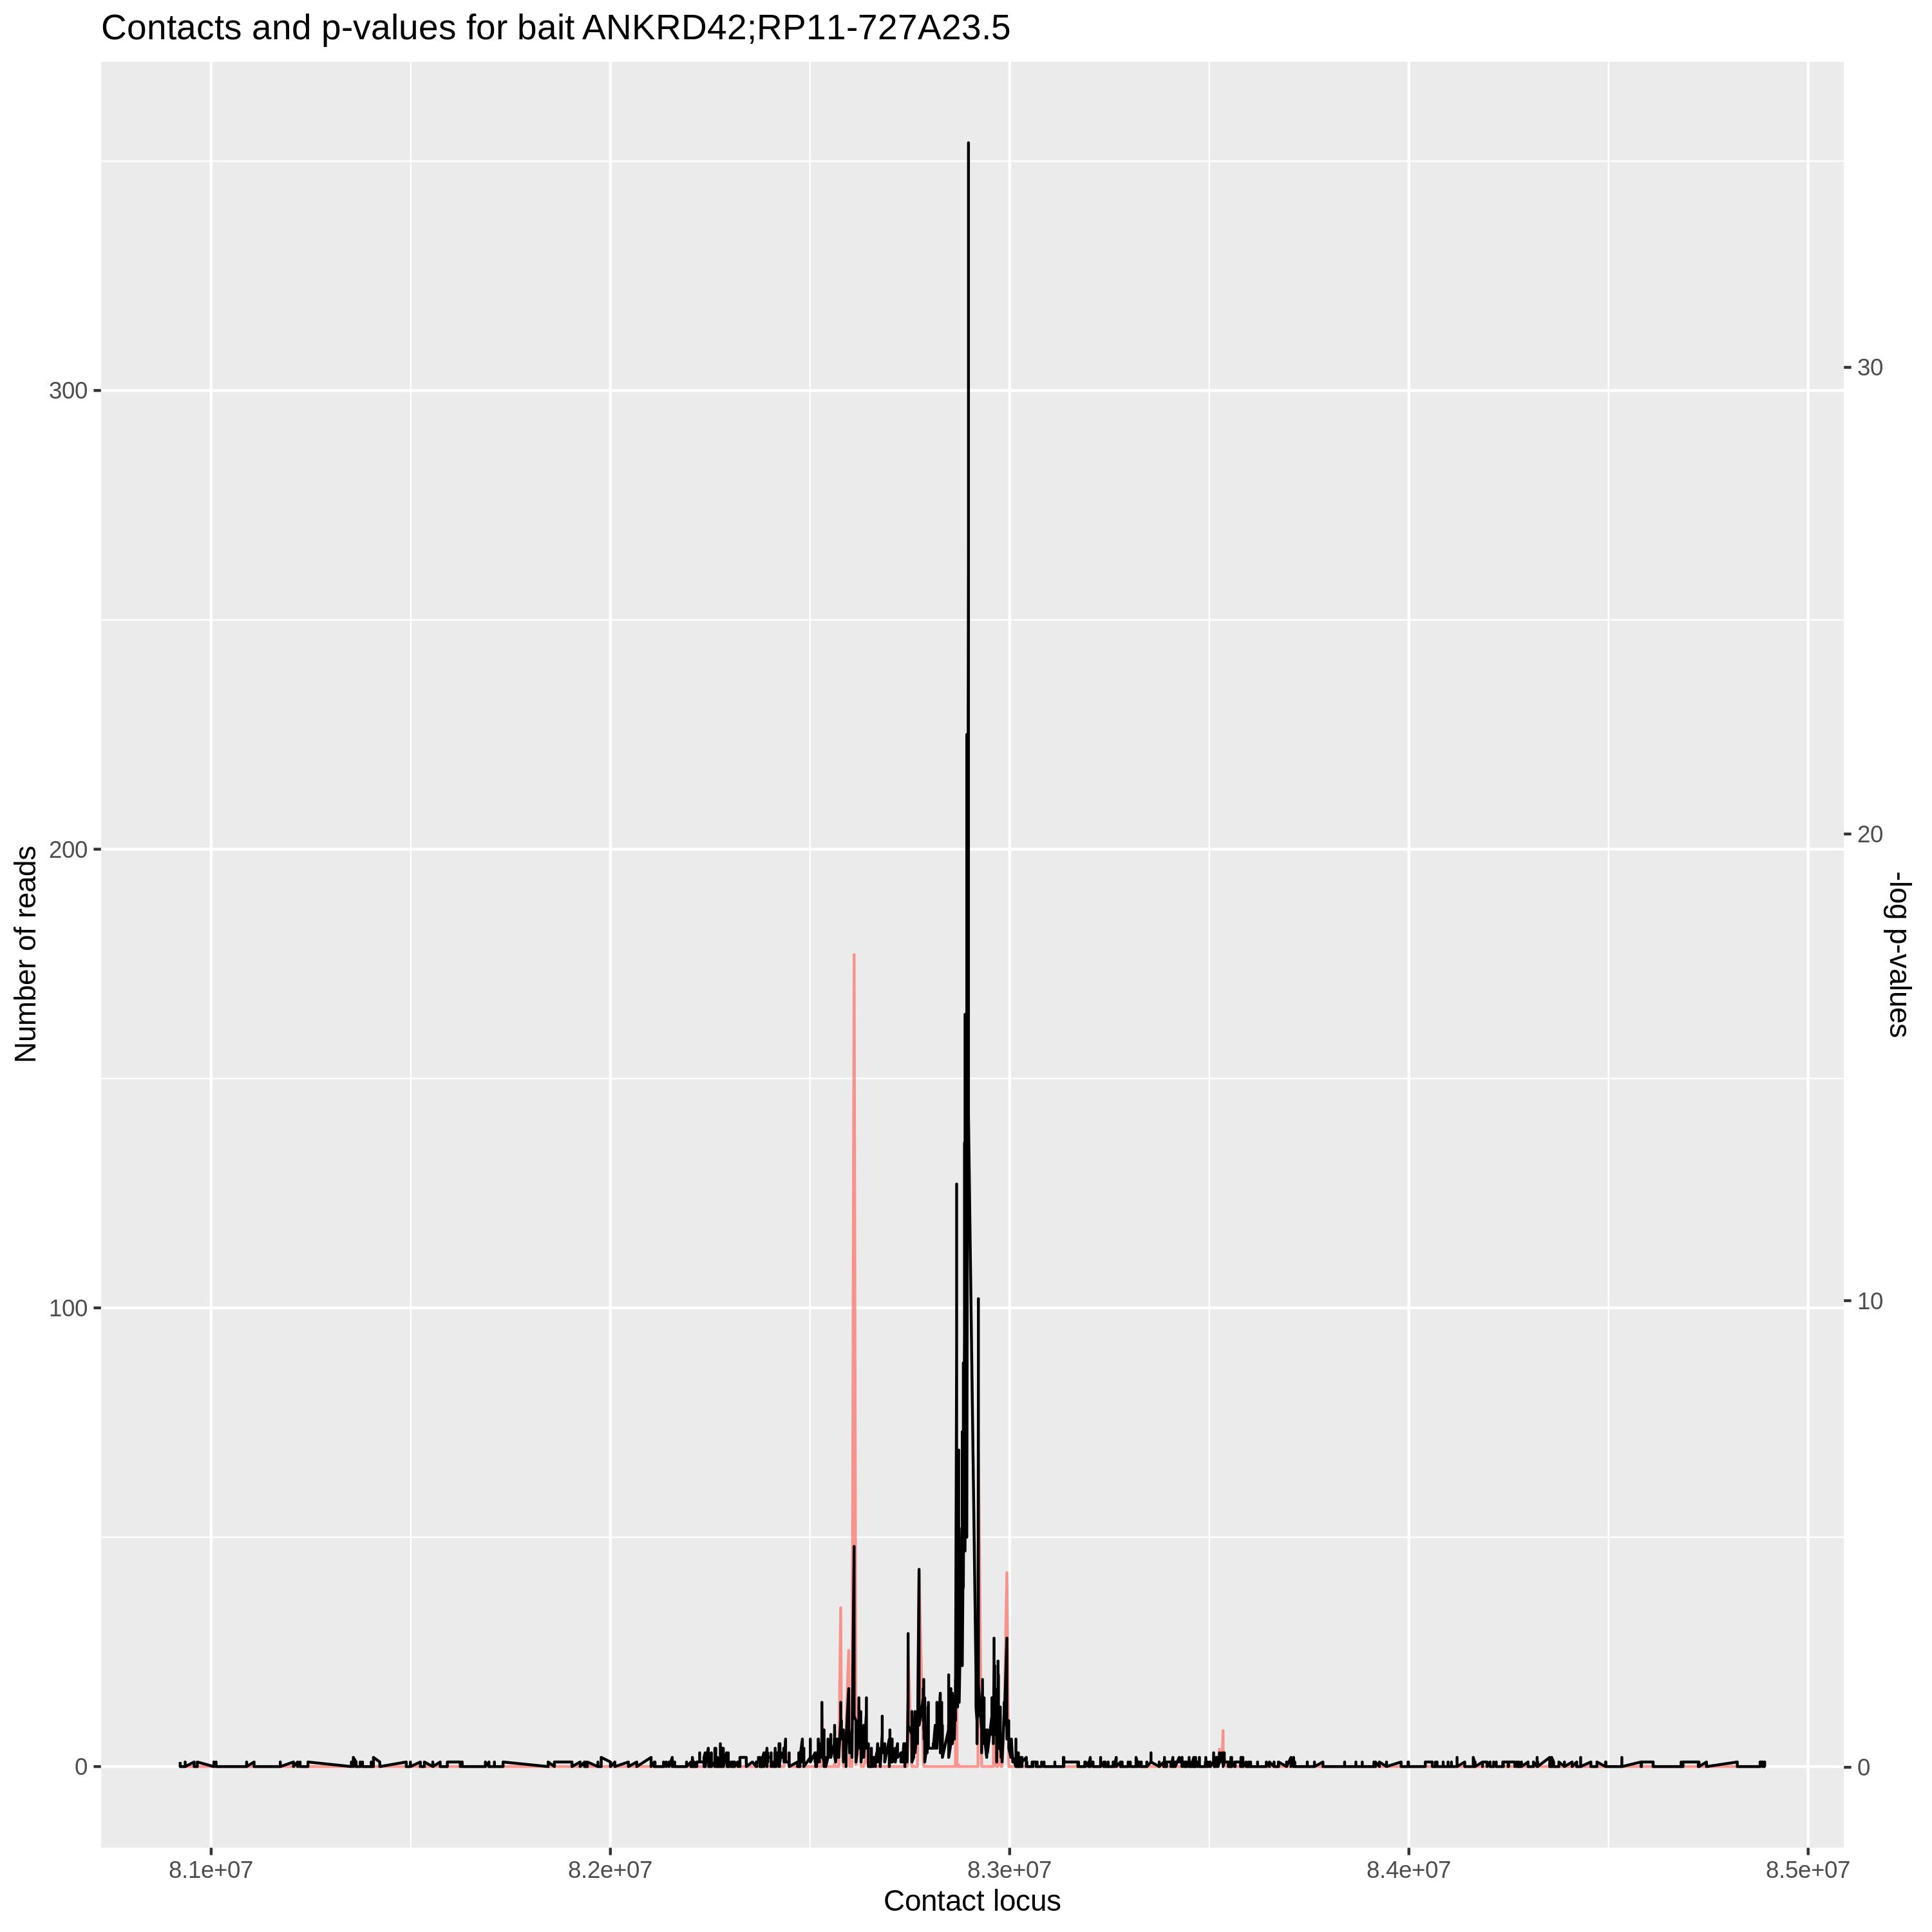 Contacts and p-values for bait ANKRD42;RP11-727A23.5
Number of reads
300
200
100
0
30
20
10
0
-log p-values
8.1e+07
8.2e+07
8.3e+07
8.4e+07
8.5e+07
Contact locus